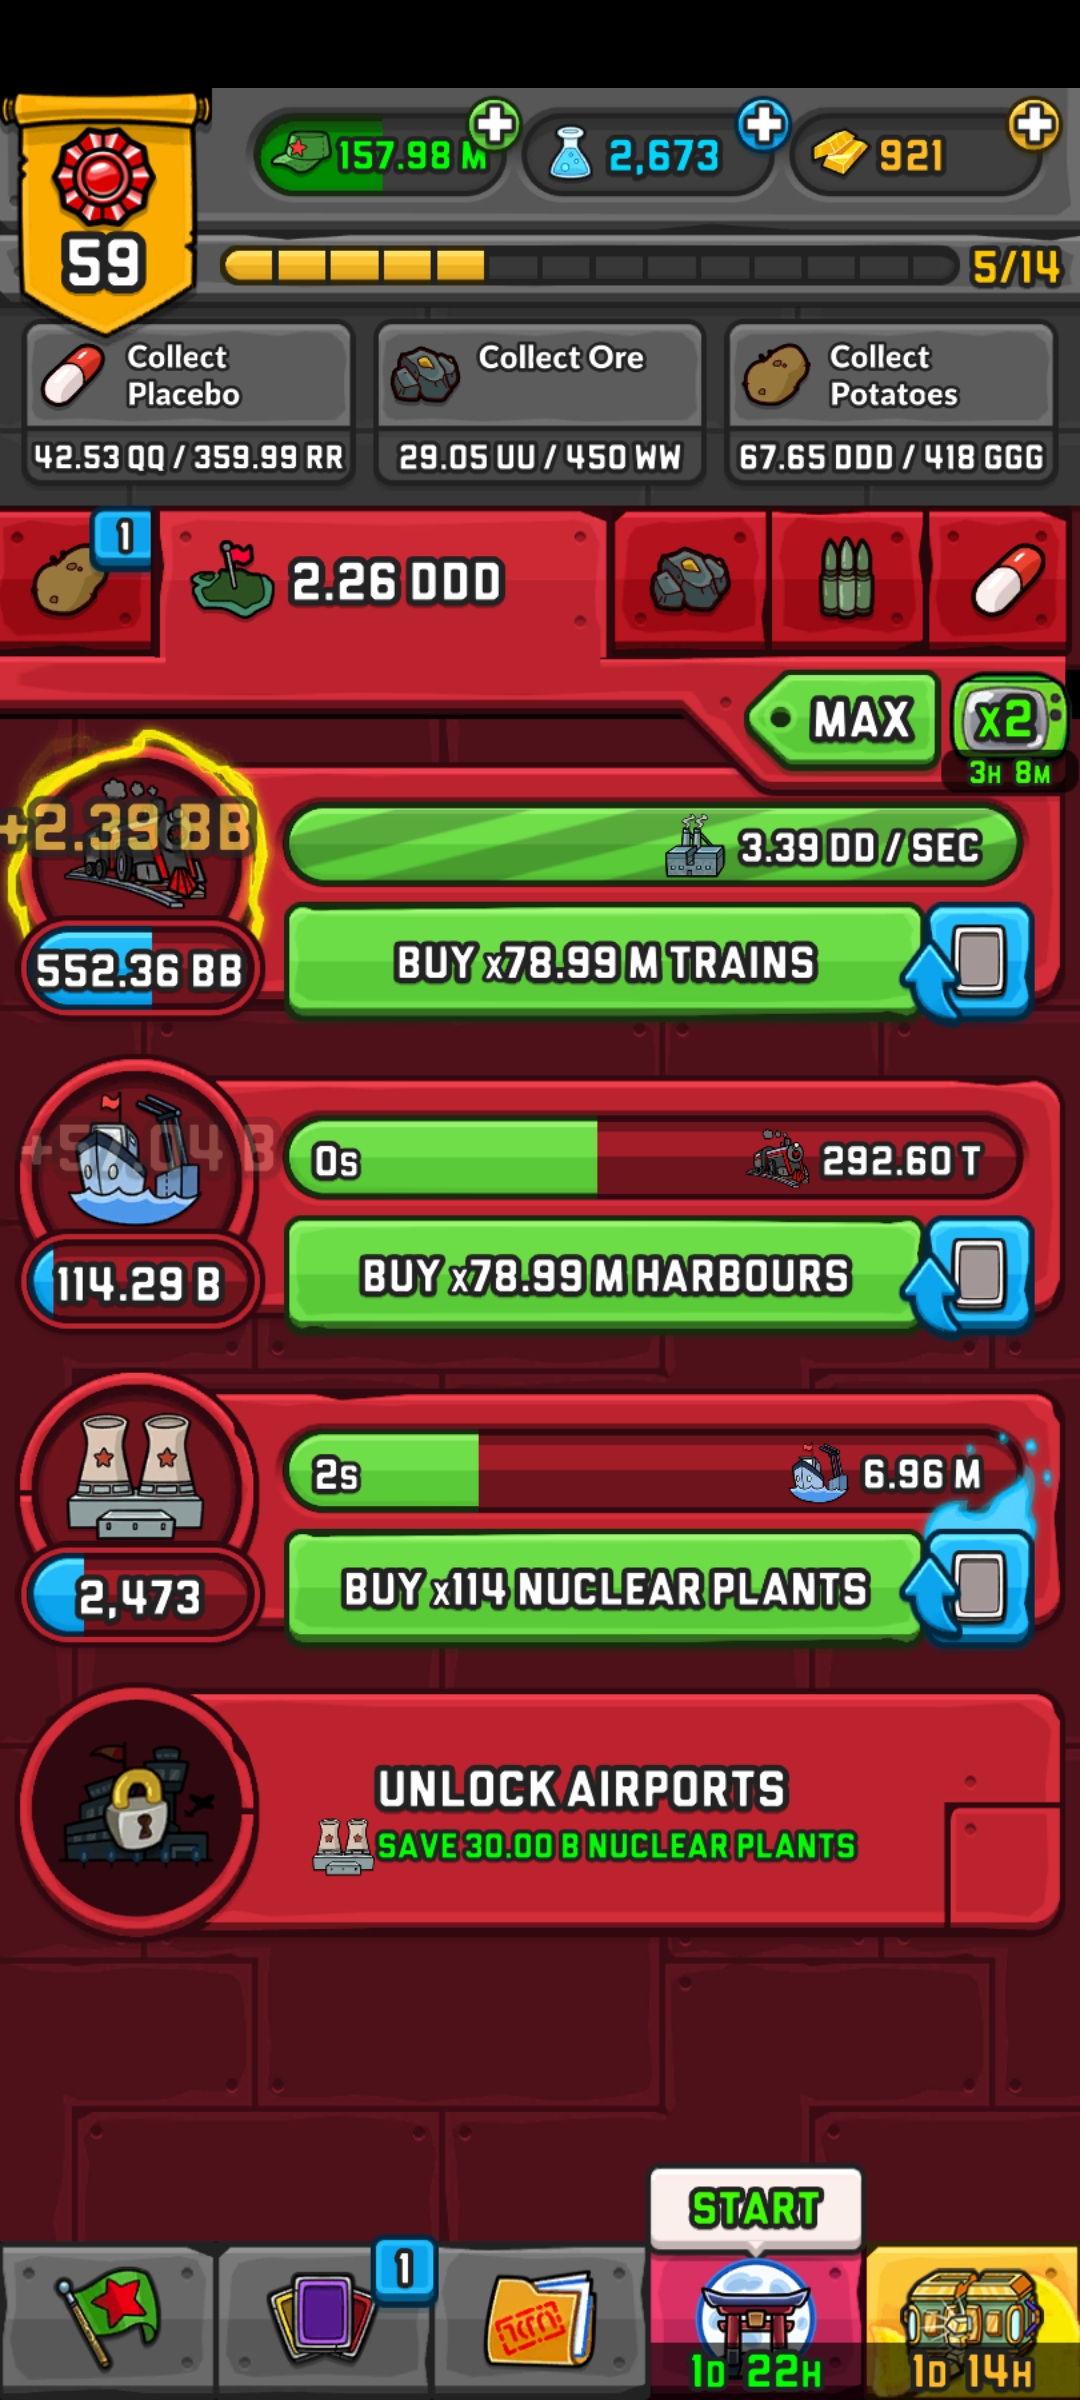 157.98 M
2,673
921
59
5/14
Collect
Placebo
42.53 QQ / 359.99 RR
Collect Ore
29.05 UU / 450 WW
Collect
Potatoes
67.65 DDD / 418 GGG
1
2.26 DDD
MAX
x2
3H 8M
+2.39 BB
3.39 DD / SEC
552.36 BB
BUY x78.99 M TRAINS
0s
292.60 T
114.29 B
BUY x78.99 M HARBOURS
2s
6.96 M
2,473
BUY x114 NUCLEAR PLANTS
UNLOCK AIRPORTS
SAVE 30.00 B NUCLEAR PLANTS
START
1
1D 22H
1D 14H